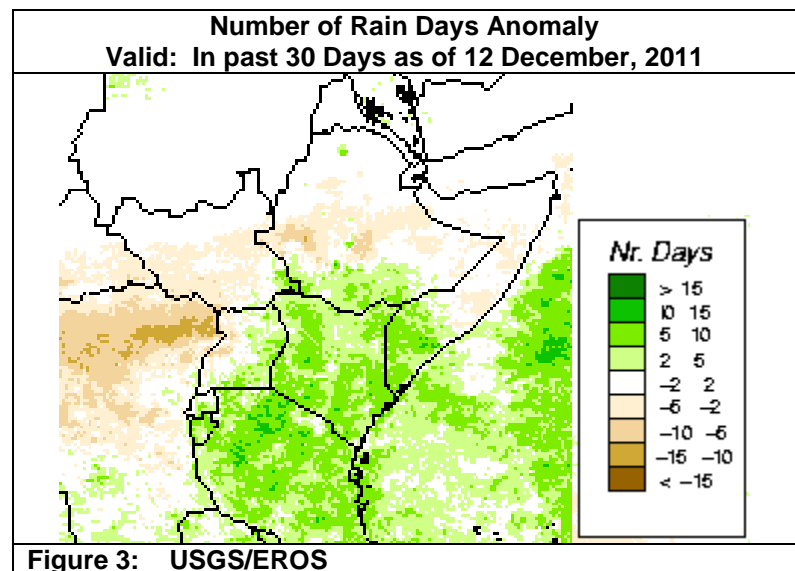 Number of Rain Days Anomaly
Valid: In past 30 Days as of 12 December, 2011
Nr. Days
> 15
10 15
5 10
2 5
−2 2
−5 −2
−10 −5
−15 −10
< −15
Figure 3: USGS/EROS